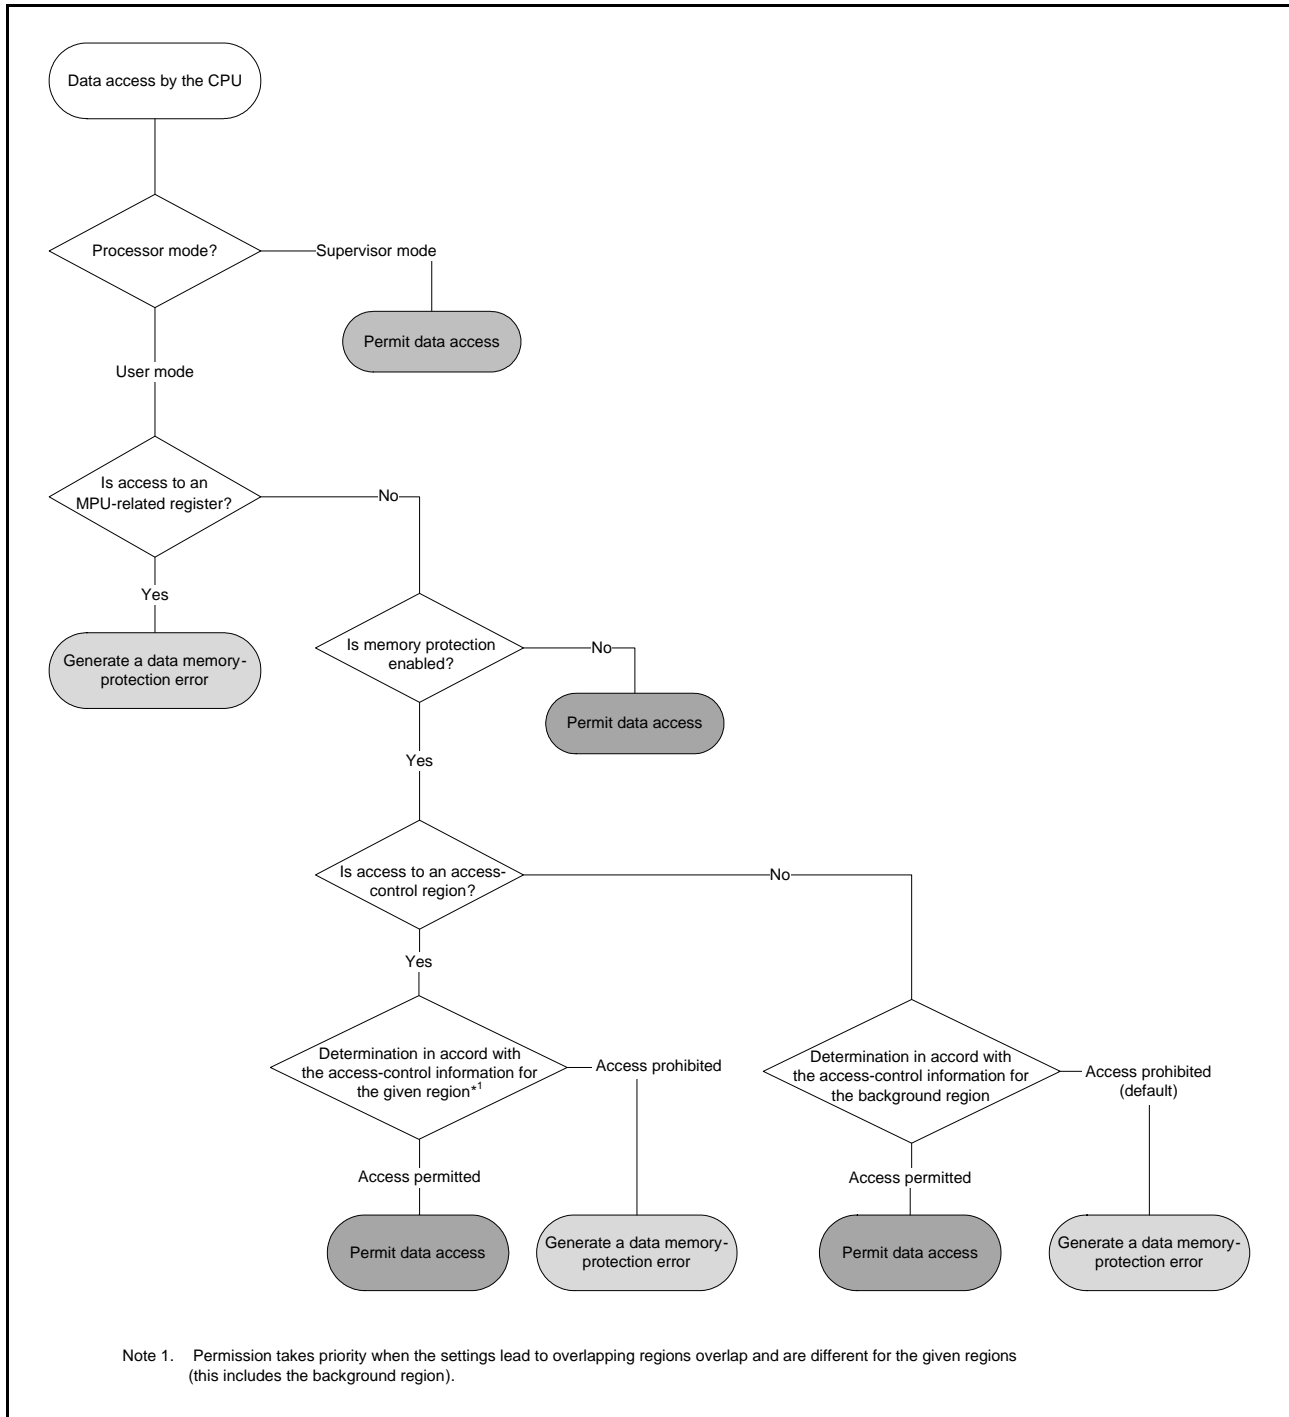 Data access by the CPU
Processor mode?
Supervisor mode
Permit data access
User mode
Is access to an
MPU-related register?
No
Yes
Generate a data memory-
protection error
Is memory protection
enabled?
No
Permit data access
Yes
Is access to an access-
control region?
No
Yes
Determination in accord with
the access-control information for
the given region*1
Access prohibited
Determination in accord with
the access-control information for
the background region
Access prohibited
(default)
Access permitted
Access permitted
Permit data access
Generate a data memory-
protection error
Permit data access
Generate a data memory-
protection error
Note 1. Permission takes priority when the settings lead to overlapping regions overlap and are different for the given regions
(this includes the background region).